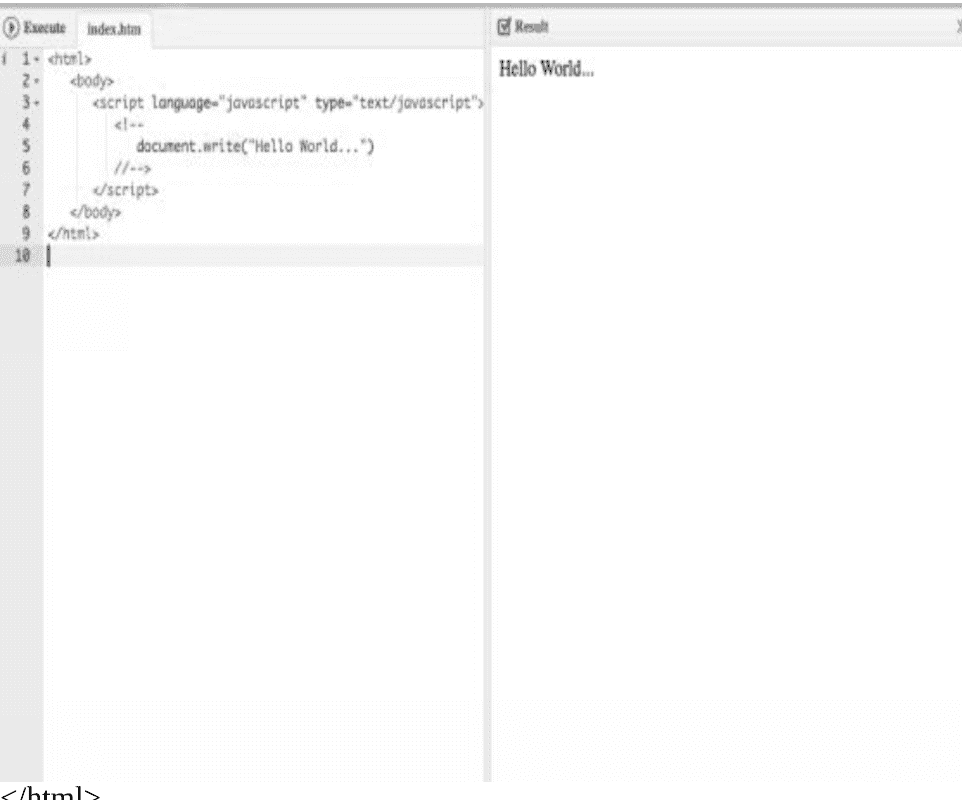 Execute index.htm
Result X
i 1 <html>
2 <body>
3 <script language="javascript" type="text/javascript">
4 <!--
5 document.write("Hello World...")
6 //-->
7 </script>
8 </body>
9 </html>
10
Hello World...
</html>